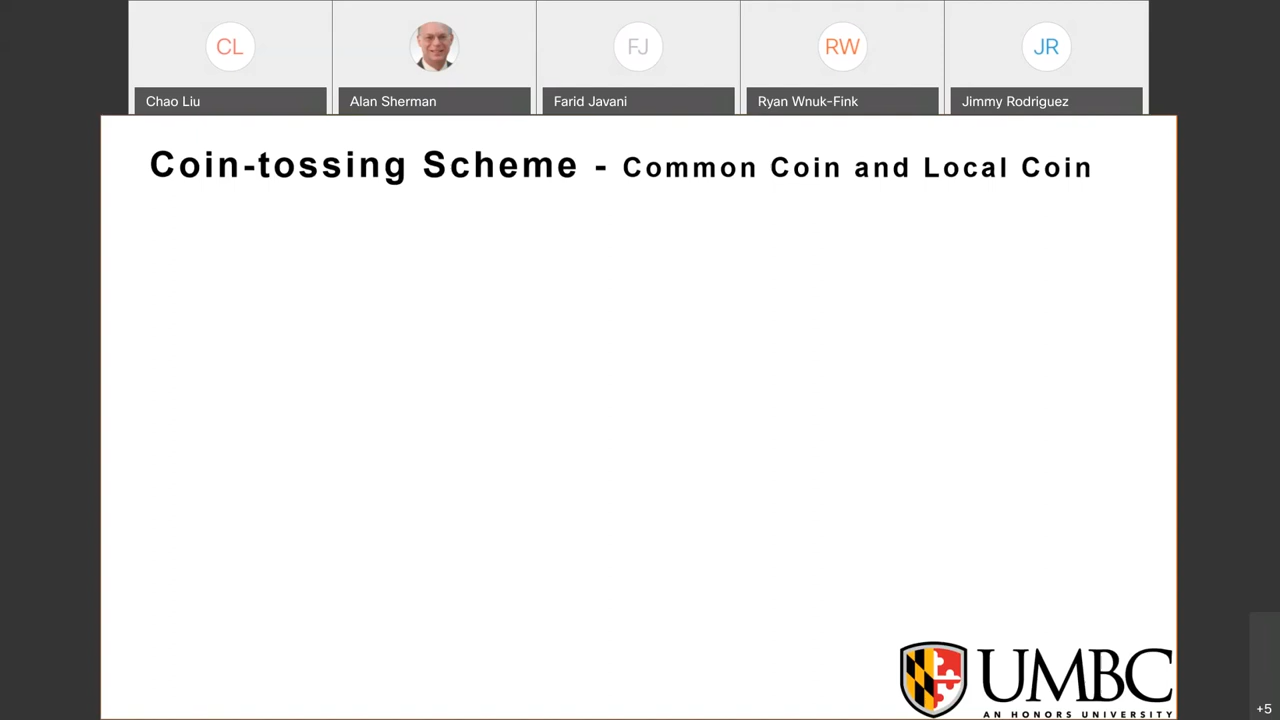 CL
FJ
RW
JR
Chao Liu
Alan Sherman
Farid Javani
Ryan Wnuk-Fink
Jimmy Rodriguez
Coin-tossing Scheme - Common Coin and Local Coin
UMBC
AN HONORS UNIVERSITY
+5